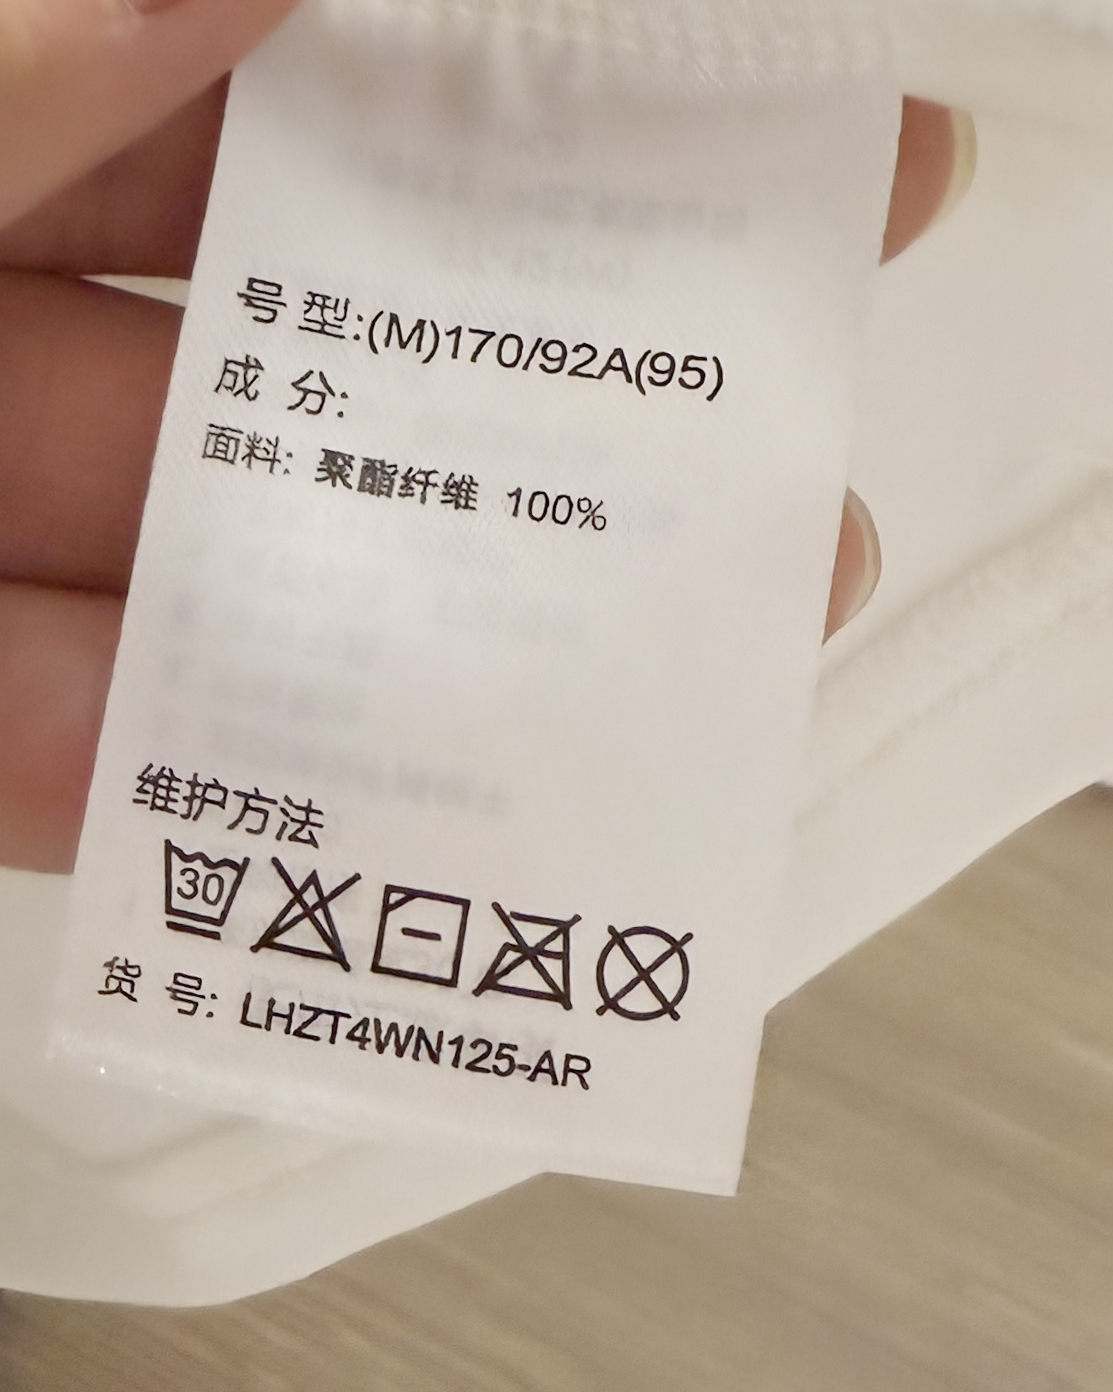 号 型:(M)170/92A(95)
成 分:
面料: 聚酯纤维 100%
维护方法
30
货 号: LHZT4WN125-AR